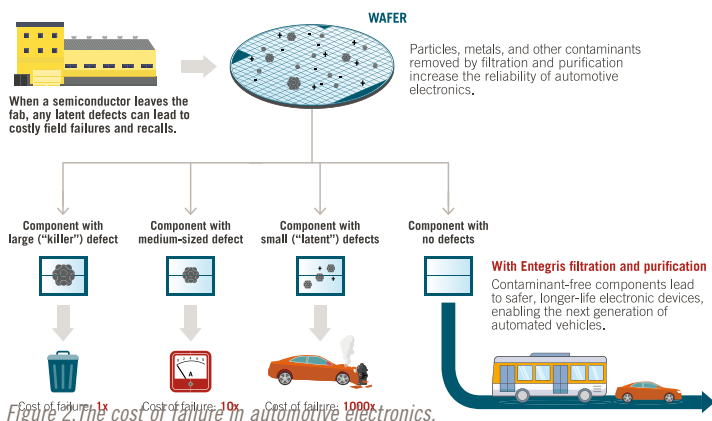 WAFER
Particles, metals, and other contaminants
removed by filtration and purification
increase the reliability of automotive
electronics.
When a semiconductor leaves the
fab, any latent defects can lead to
costly field failures and recalls.
Component with
large (“killer”) defect
Component with
medium-sized defect
Component with
small (“latent”) defects
Component with
no defects
With Entegris filtration and purification
Contaminant-free components lead
to safer, longer-life electronic devices,
enabling the next generation of
automated vehicles.
A
Cost of failure: 1x
Cost of failure: 10x
Cost of failure: 1000x
Figure 2.The cost of failure in automotive electronics.